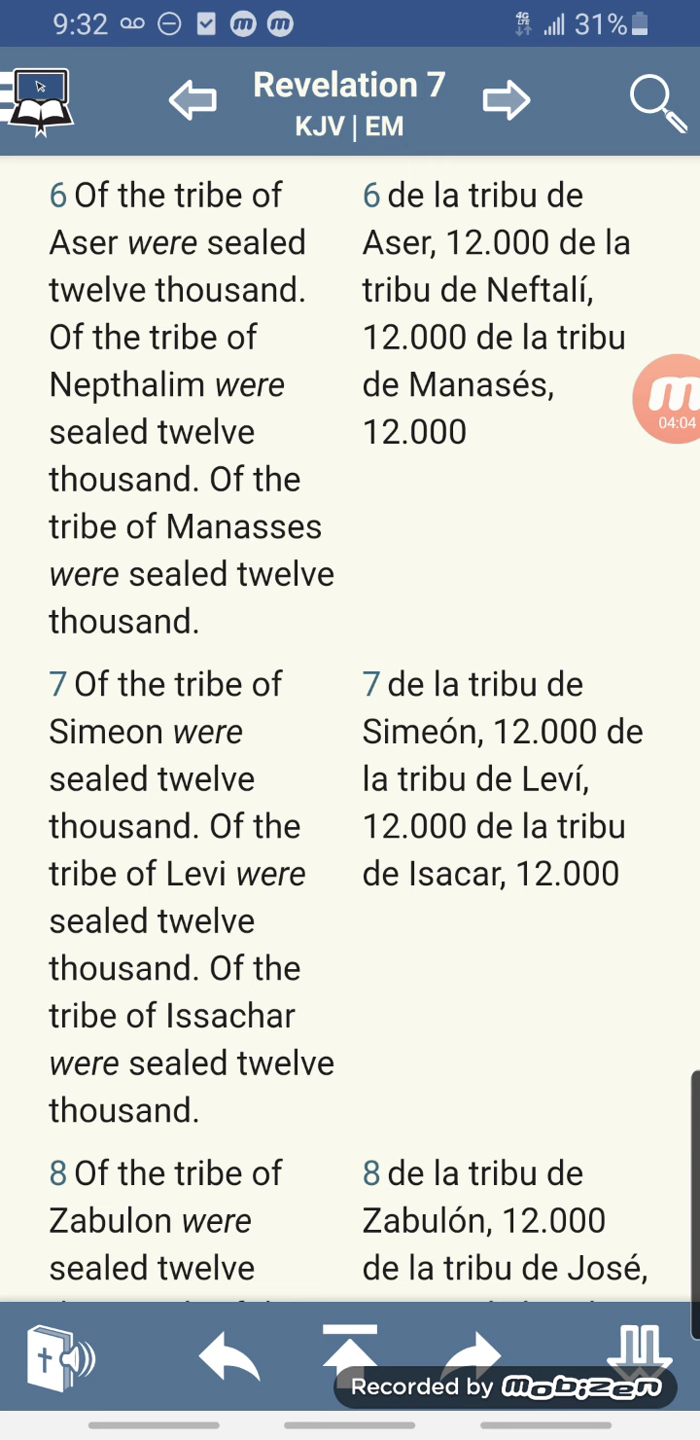 9:32
4G
LTE
31%
Revelation 7
KJV | EM
6 Of the tribe of
Aser were sealed
twelve thousand.
Of the tribe of
Nepthalim were
sealed twelve
thousand. Of the
tribe of Manasses
were sealed twelve
thousand.
6 de la tribu de
Aser, 12.000 de la
tribu de Neftalí,
12.000 de la tribu
de Manasés,
12.000
m
04:04
7 Of the tribe of
Simeon were
sealed twelve
thousand. Of the
tribe of Levi were
sealed twelve
thousand. Of the
tribe of Issachar
were sealed twelve
thousand.
7 de la tribu de
Simeón, 12.000 de
la tribu de Leví,
12.000 de la tribu
de Isacar, 12.000
8 Of the tribe of
Zabulon were
sealed twelve
8 de la tribu de
Zabulón, 12.000
de la tribu de José,
Recorded by Mobizen